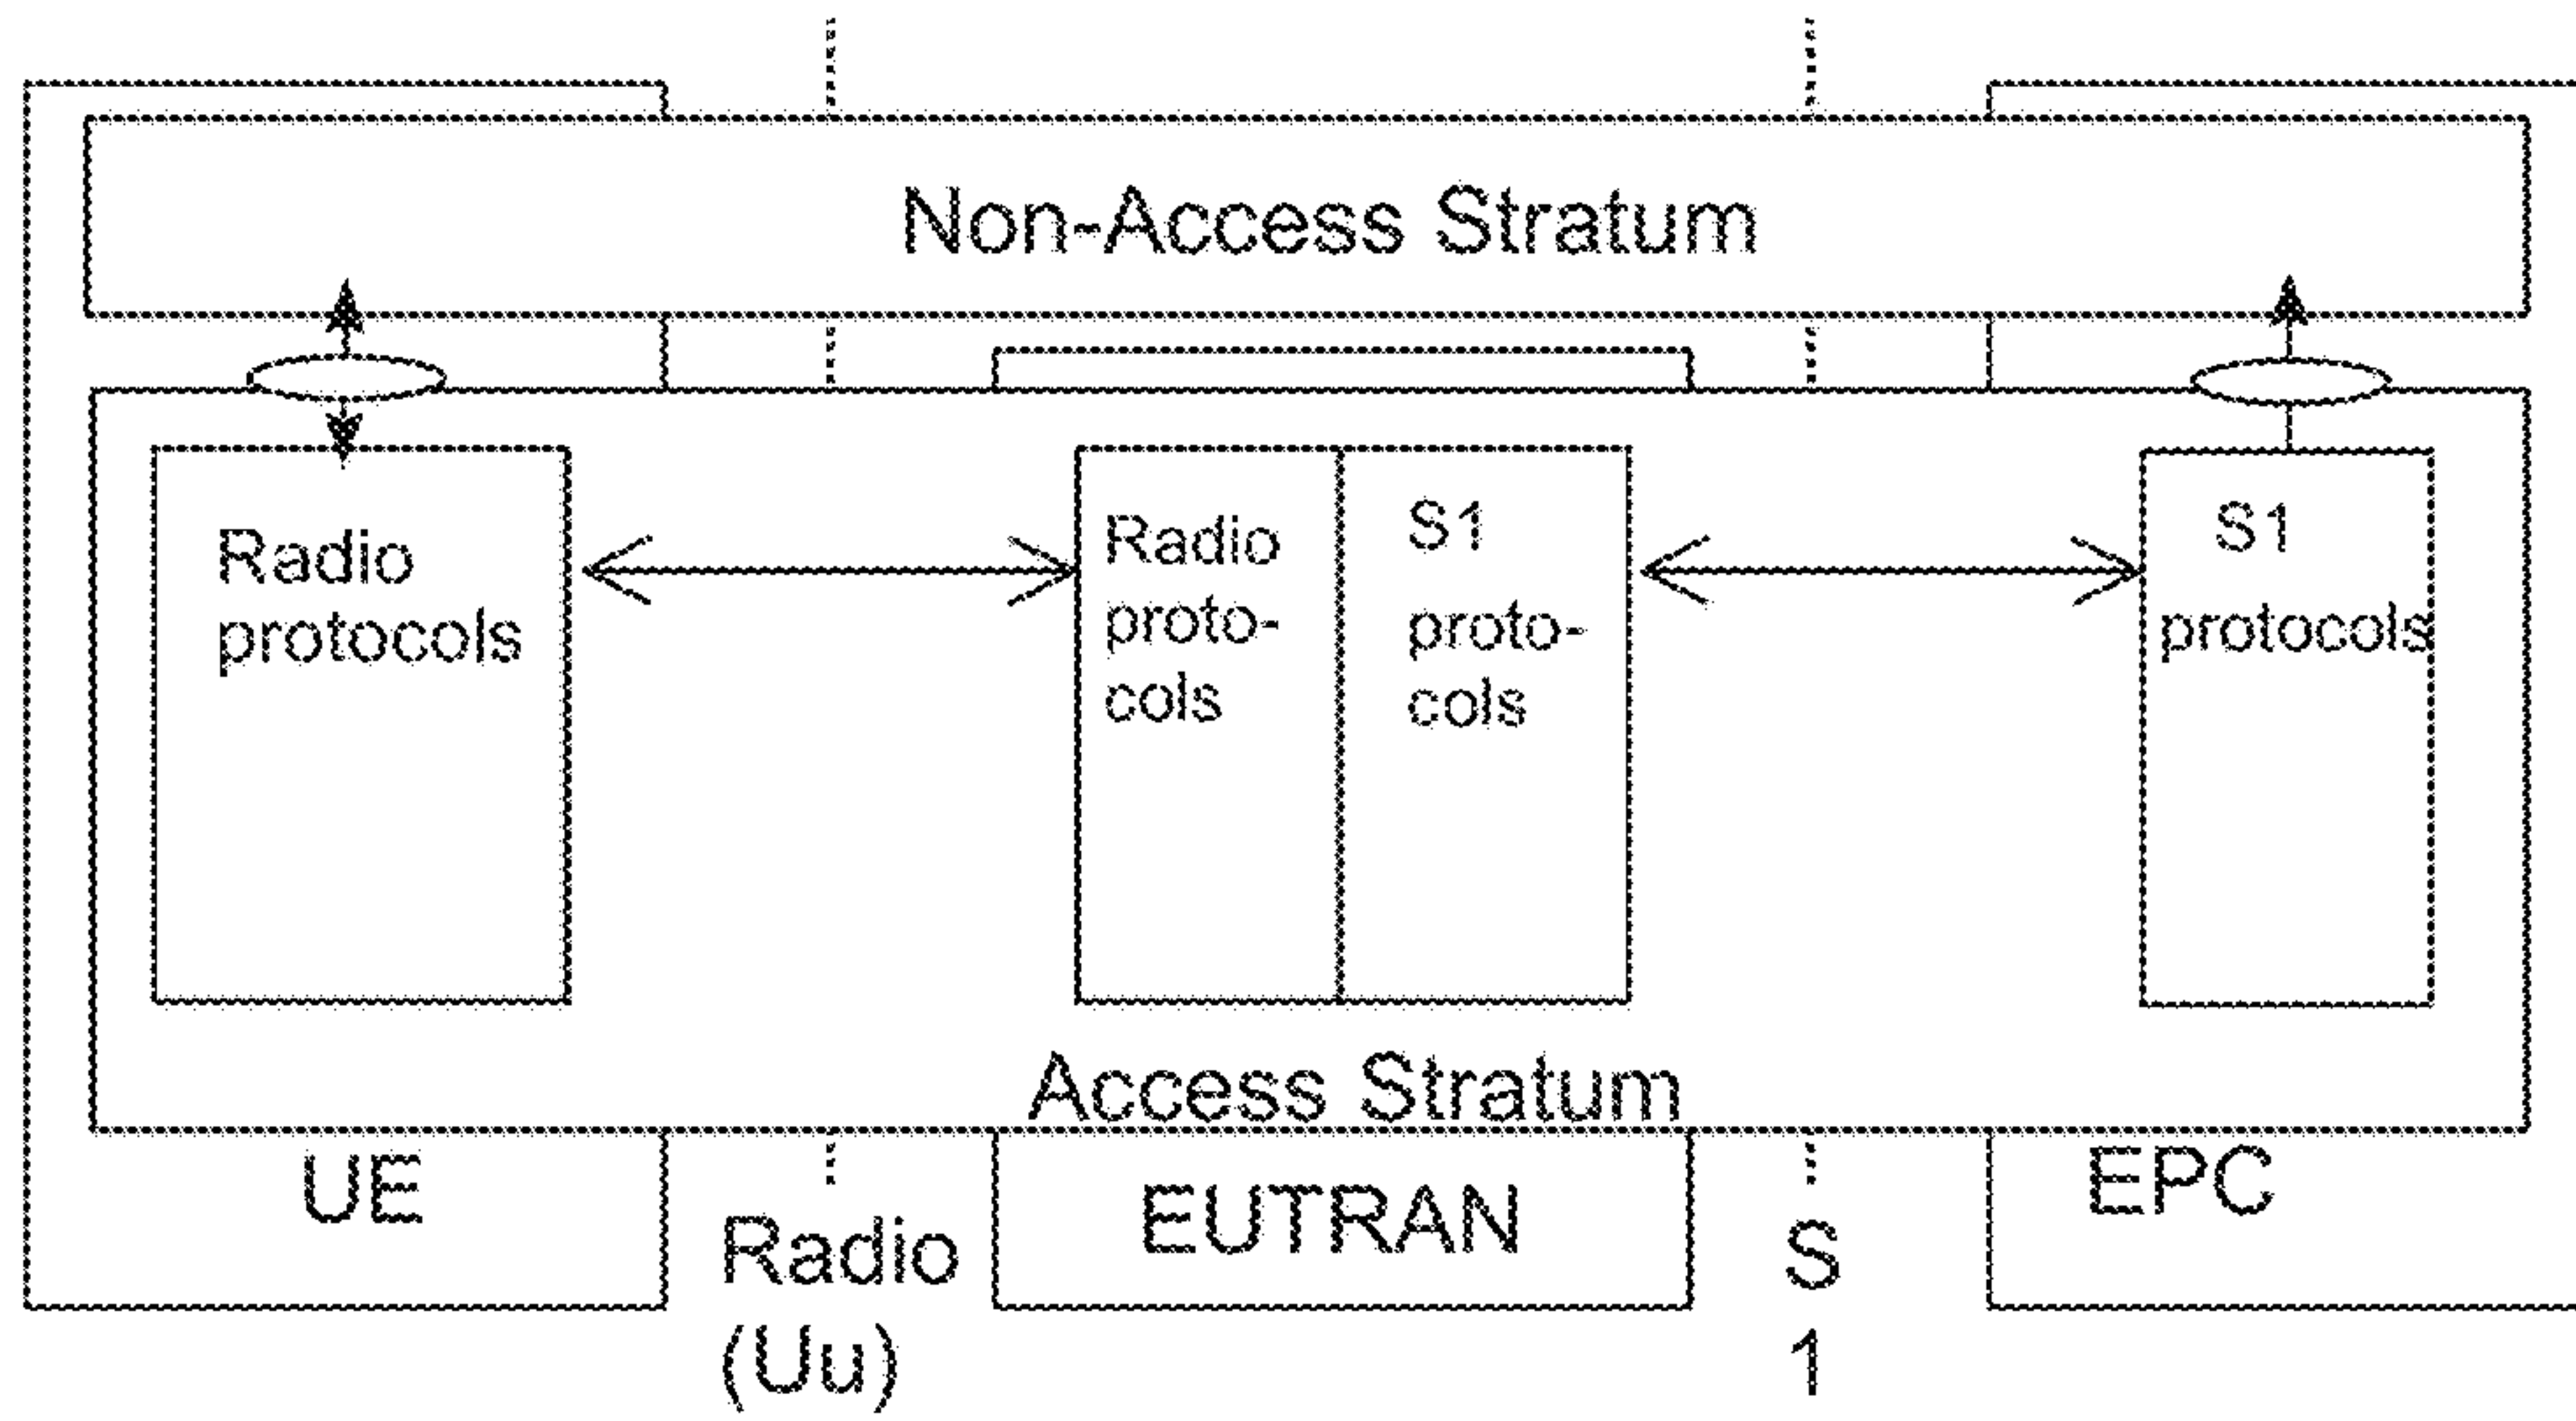 Non-Access Stratum
Radio
protocols
Radio
proto-
cols
S1
proto-
cols
S1
protocols
Access Stratum
UE
Radio
(Uu)
EUTRAN
S
1
EPC